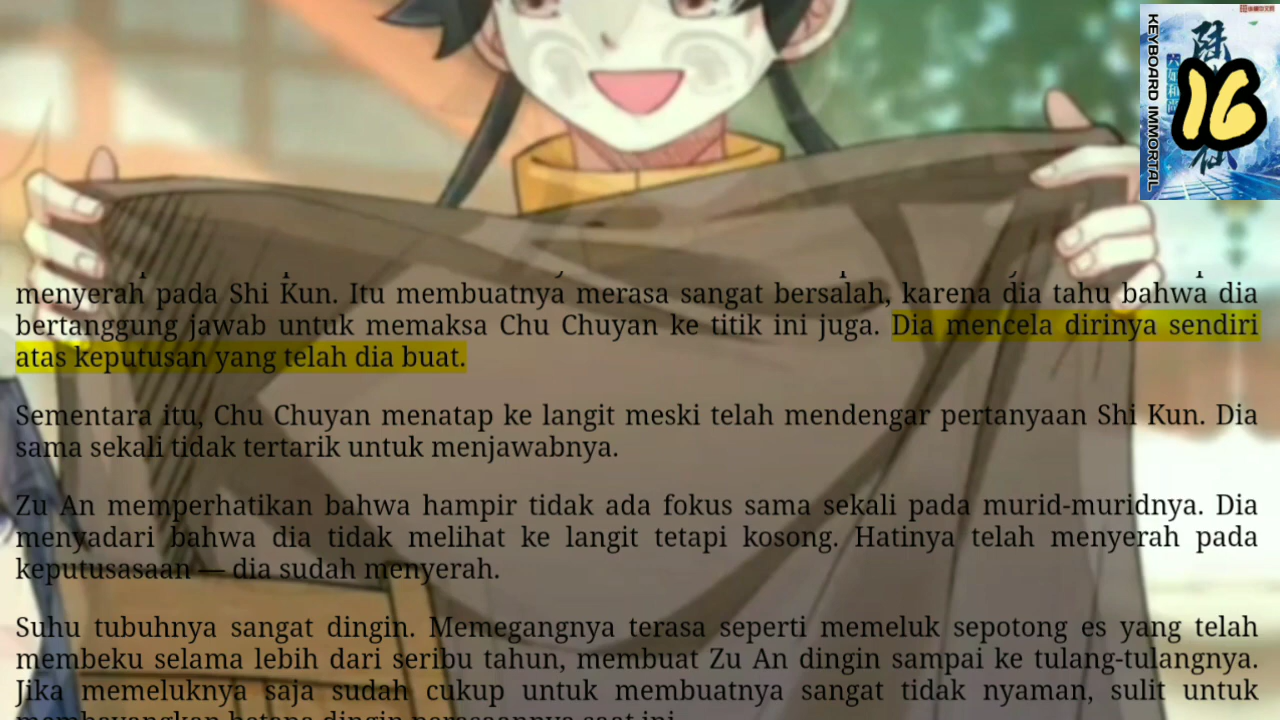 KEYBOARD IMMORTAL
16
menyerah pada Shi Kun. Itu membuatnya merasa sangat bersalah, karena dia tahu bahwa dia
bertanggung jawab untuk memaksa Chu Chuyan ke titik ini juga. Dia mencela dirinya sendiri
atas keputusan yang telah dia buat.
Sementara itu, Chu Chuyan menatap ke langit meski telah mendengar pertanyaan Shi Kun. Dia
sama sekali tidak tertarik untuk menjawabnya.
Zu An memperhatikan bahwa hampir tidak ada fokus sama sekali pada murid-muridnya. Dia
menyadari bahwa dia tidak melihat ke langit tetapi kosong. Hatinya telah menyerah pada
keputusasaan — dia sudah menyerah.
Suhu tubuhnya sangat dingin. Memegangnya terasa seperti memeluk sepotong es yang telah
membeku selama lebih dari seribu tahun, membuat Zu An dingin sampai ke tulang-tulangnya.
Jika memeluknya saja sudah cukup untuk membuatnya sangat tidak nyaman, sulit untuk
membayangkan betapa dingin perasaannya saat ini.